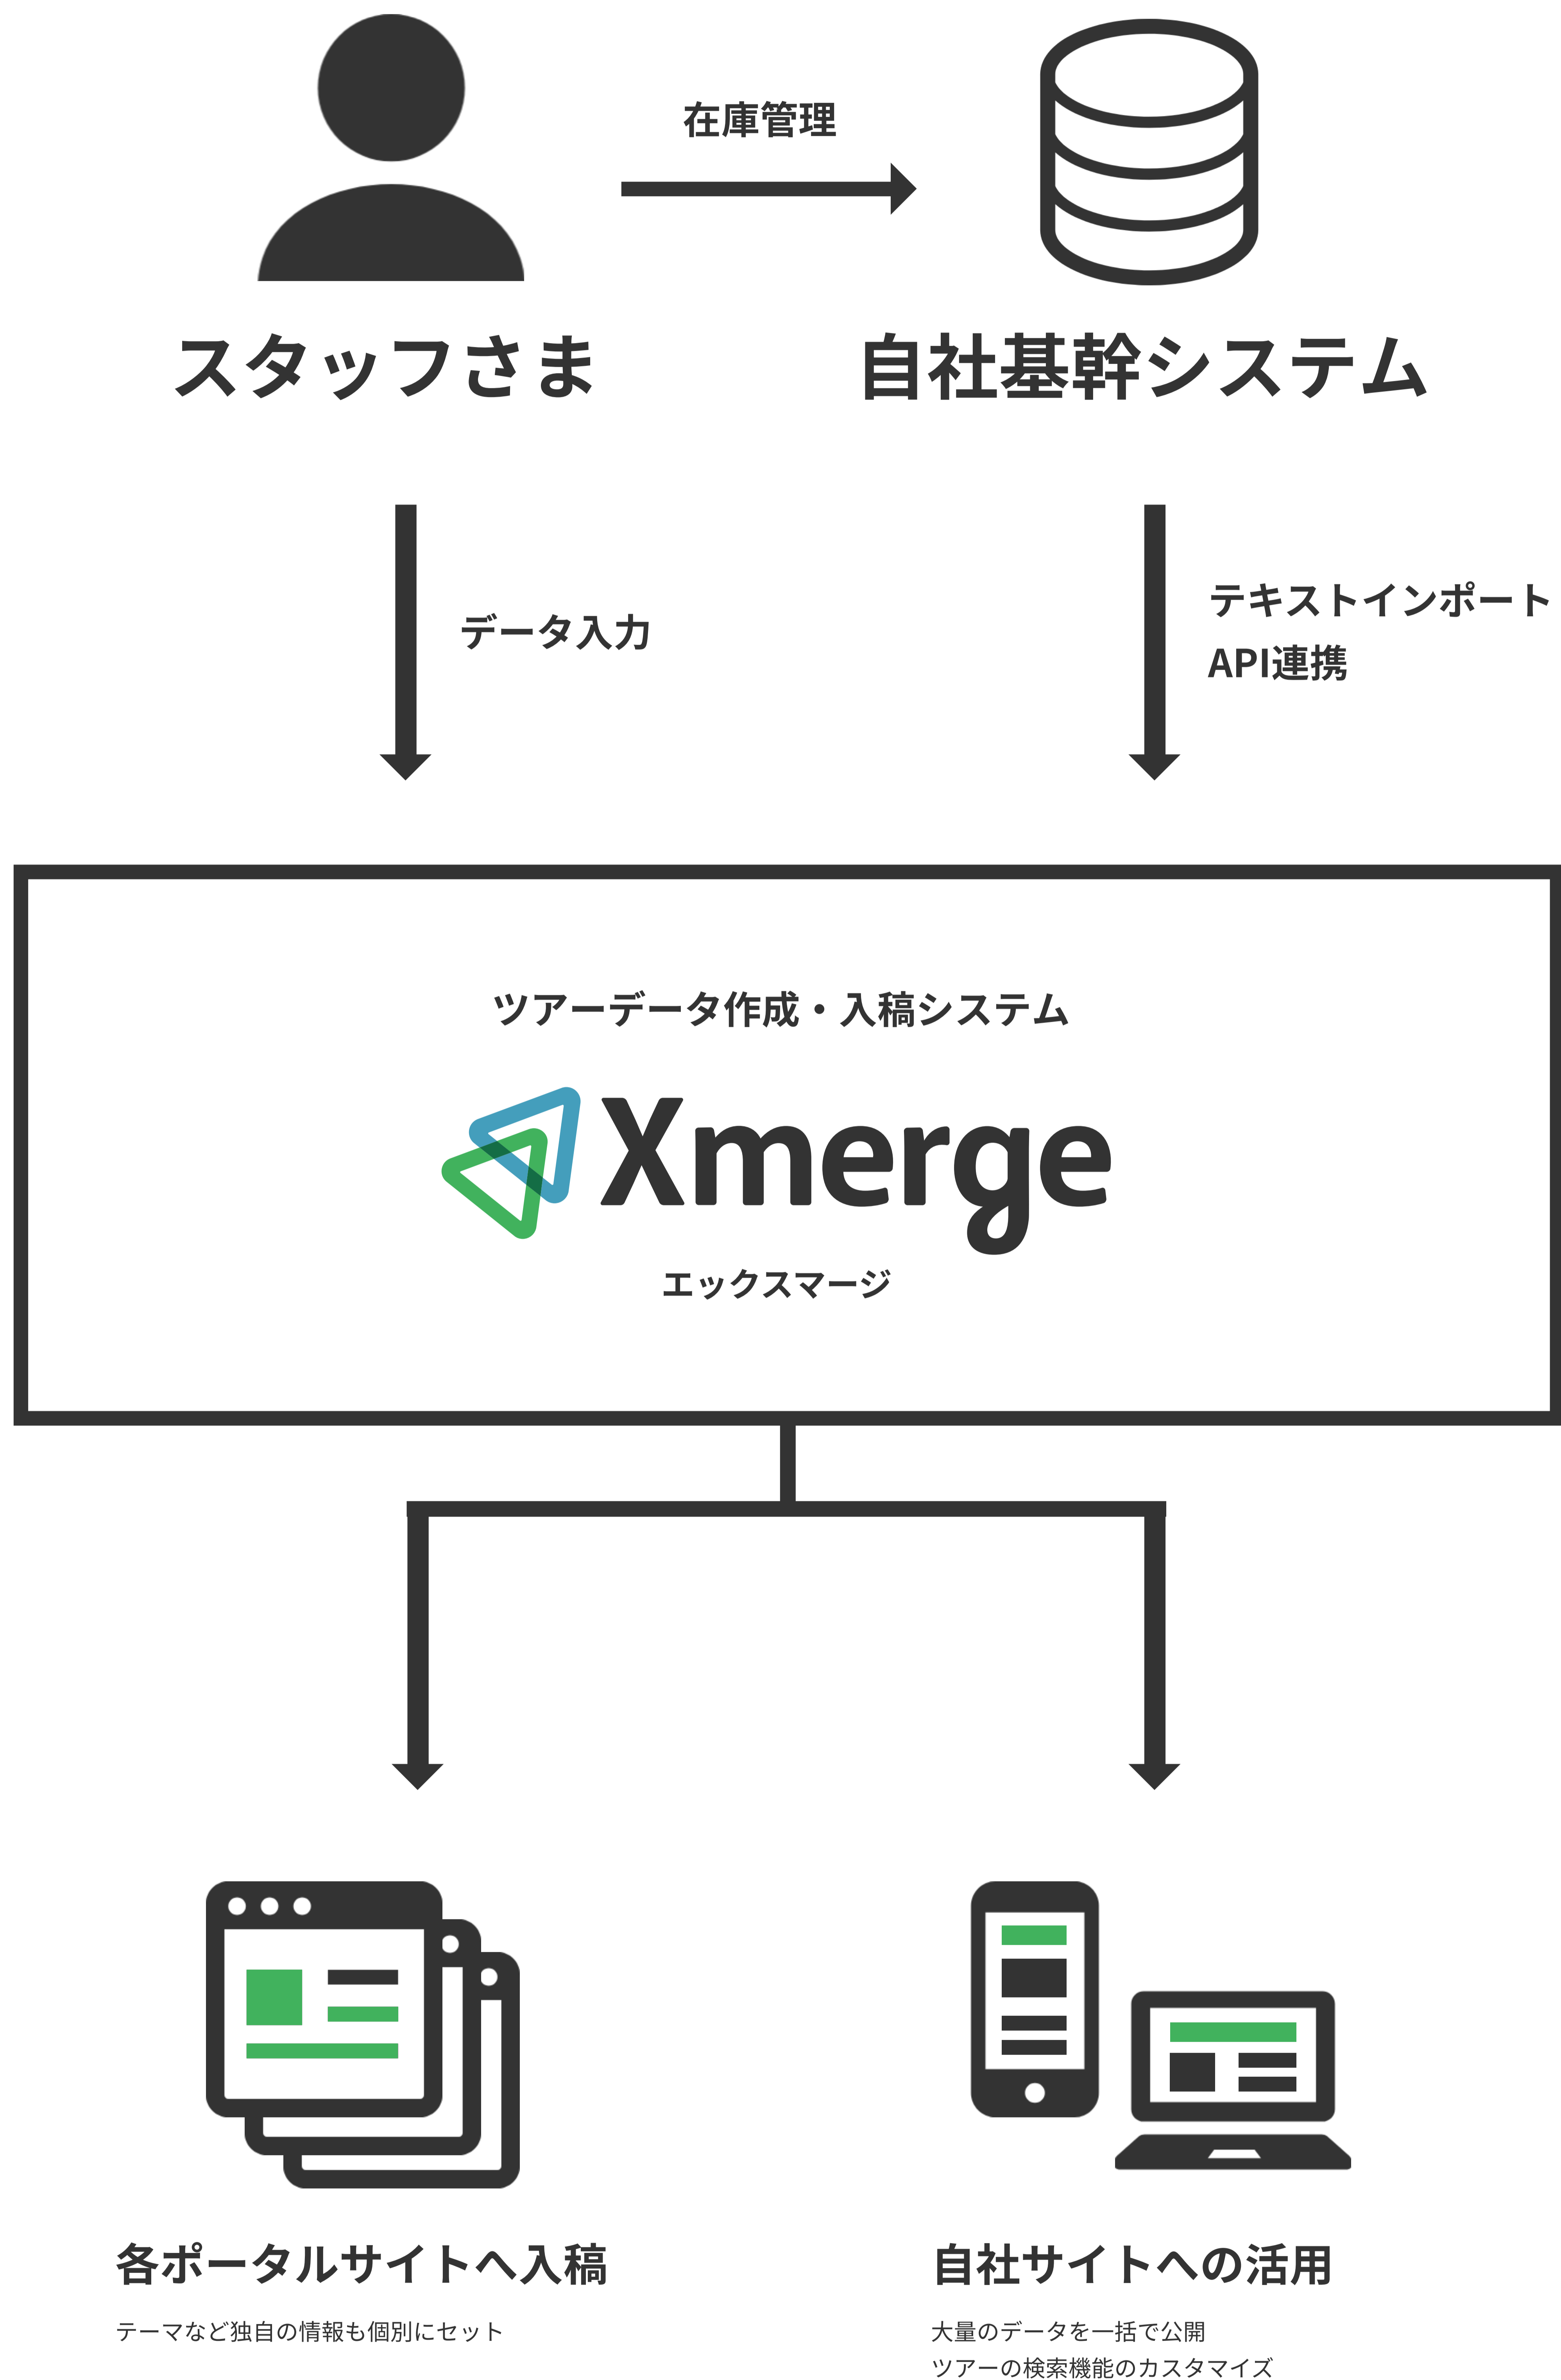 在庫管理
スタッフさま
自社基幹システム
データ入力
テキストインポート
API連携
ツアーデータ作成・入稿システム
Xmerge
エックスマージ
各ポータルサイトへ入稿
テーマなど独自の情報も個別にセット
自社サイトへの活用
大量のデータを一括で公開
ツアーの検索機能のカスタマイズ